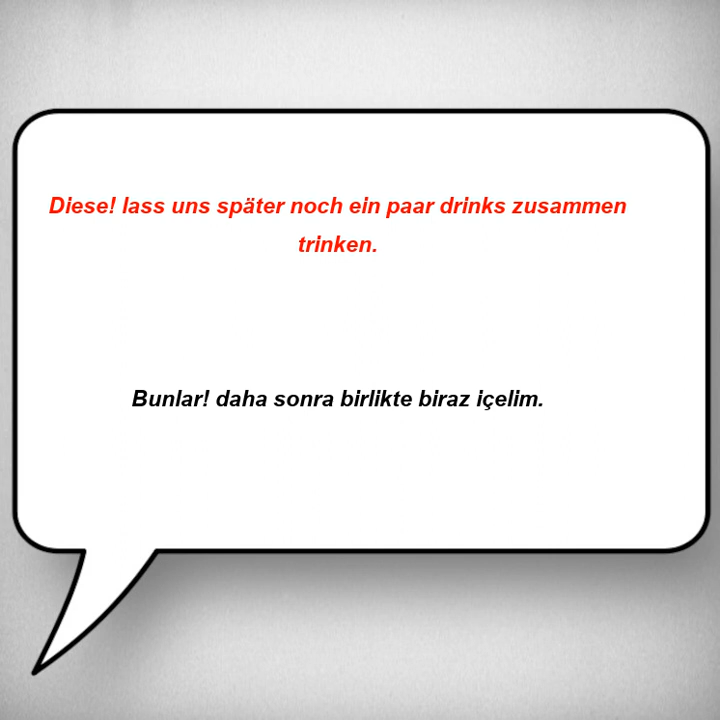 Diese! lass uns später noch ein paar drinks zusammen
trinken.
Bunlar! daha sonra birlikte biraz içelim.